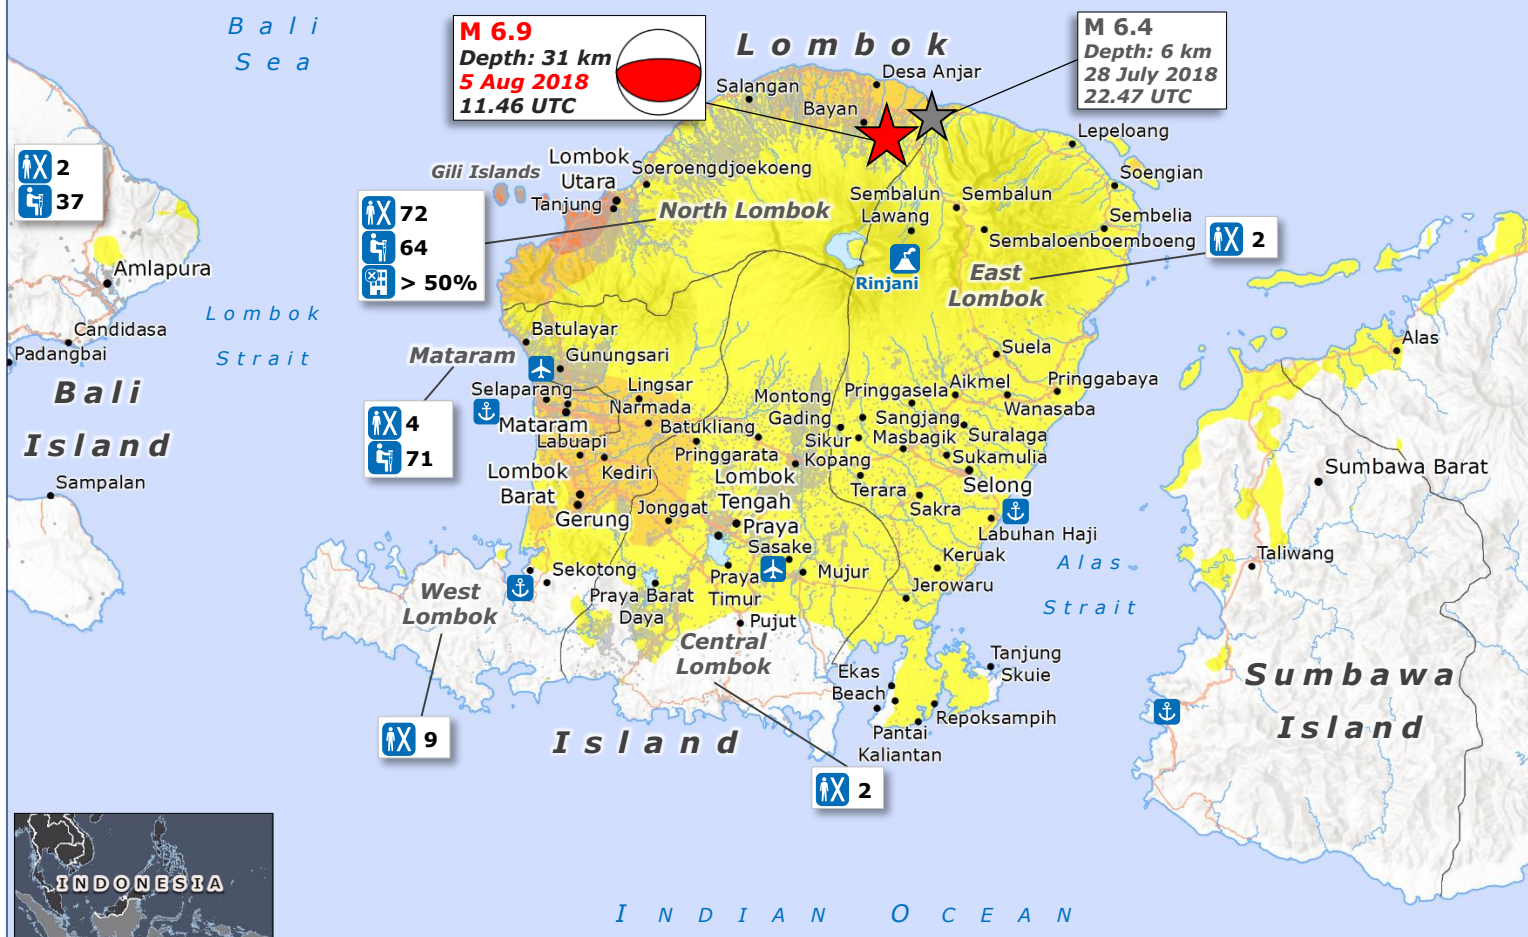 Bali
Sea
M 6.9
Depth: 31 km
5 Aug 2018
11.46 UTC
Lombok
M 6.4
Depth: 6 km
28 July 2018
22.47 UTC
Desa Anjar
Salangan
Bayan
Lepeloang
2
37
Gili Islands
Lombok
Utara
Tanjung
Soeroengdjoekoeng
Soengian
72
64
> 50%
North Lombok
Sembalun
Lawang
Sembalun
Sembelia
Sembaloenboemboeng
2
Rinjani
East
Lombok
Amlapura
Candidasa
Padangbai
Lombok
Strait
Bali
Island
Sampalan
Batulayar
Mataram
Gunungsari
Selaparang
Lingsar
Narmada
Mataram
Labuapi
4
71
Montong
Gading
Pringgasela
Aikmel
Suela
Pringgabaya
Wanasaba
Sangjang
Batukliang
Sikur
Masbagik
Suralaga
Pringgarata
Kopang
Sukamulia
Lombok
Barat
Kediri
Lombok
Tengah
Terara
Selong
Sakra
Gerung
Jonggat
Praya
Labuhan Haji
Sasake
Keruak
Sekotong
Praya
Timur
Mujur
Jerowaru
Praya Barat
Daya
West
Lombok
Pujut
Central
Lombok
Alas
Strait
Ekas
Beach
Tanjung
Skuie
Repoksampih
Pantai
Kaliantan
9
Island
2
Alas
Sumbawa Barat
Taliwang
Sumbawa
Island
INDONESIA
INDIAN OCEAN